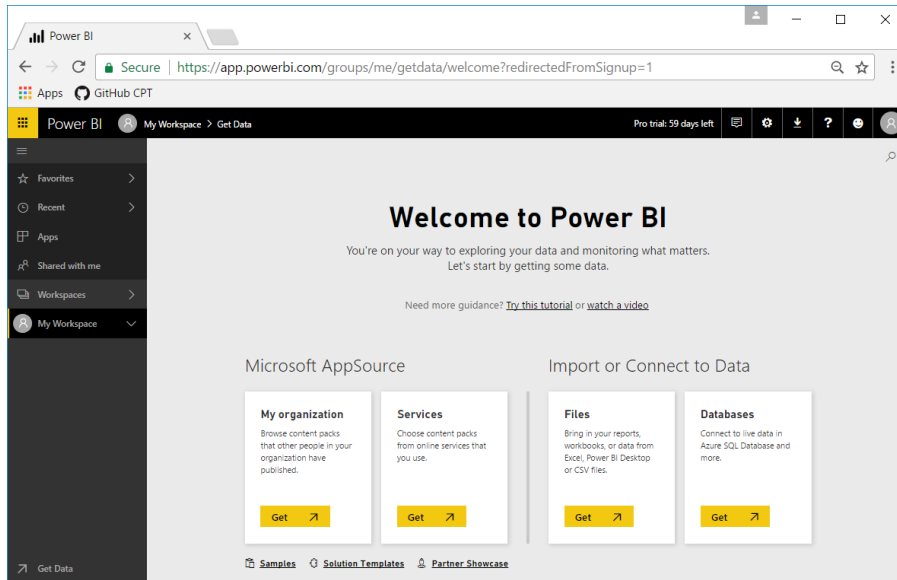 Power BI
Secure | https://app.powerbi.com/groups/me/getdata/welcome?redirectedFromSignup=1
Apps GitHub CPT
Power BI My Workspace > Get Data Pro trial: 59 days left ?
Favorites
Recent
Apps
Shared with me
Workspaces
My Workspace
Get Data
Welcome to Power BI
You're on your way to exploring your data and monitoring what matters.
Let's start by getting some data.
Need more guidance? Try this tutorial or watch a video
Microsoft AppSource
My organization
Browse content packs
that other people in your
organization have
published.
Get
Services
Choose content packs
from online services that
you use.
Get
Import or Connect to Data
Files
Bring in your reports,
workbooks, or data from
Excel, Power BI Desktop
or CSV files.
Get
Databases
Connect to live data in
Azure SQL Database and
more.
Get
Samples Solution Templates Partner Showcase